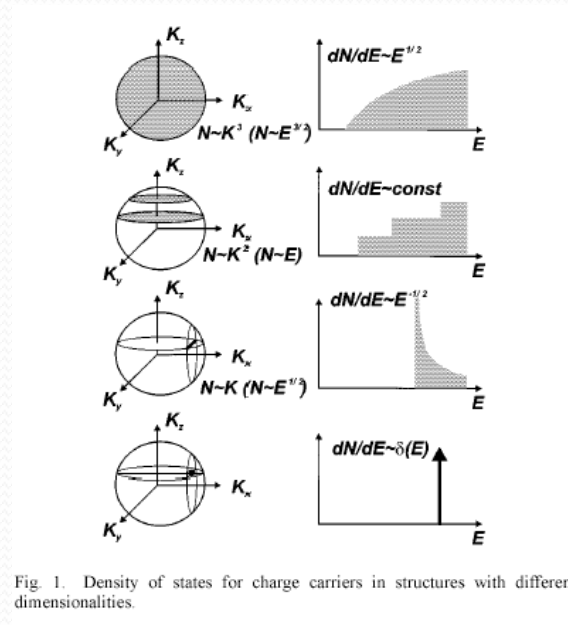 K_z
dN/dE~E^1/2
K_x
K_y
N~K^3 (N~E^3/2)
E
K_z
dN/dE~const
K_x
N~K^2 (N~E)
K_y
E
K_z
dN/dE~E^-1/2
K_x
K_y
N~K (N~E^1/2)
E
K_z
dN/dE~δ(E)
K_x
K_y
E
Fig. 1. Density of states for charge carriers in structures with differen
dimensionalities.